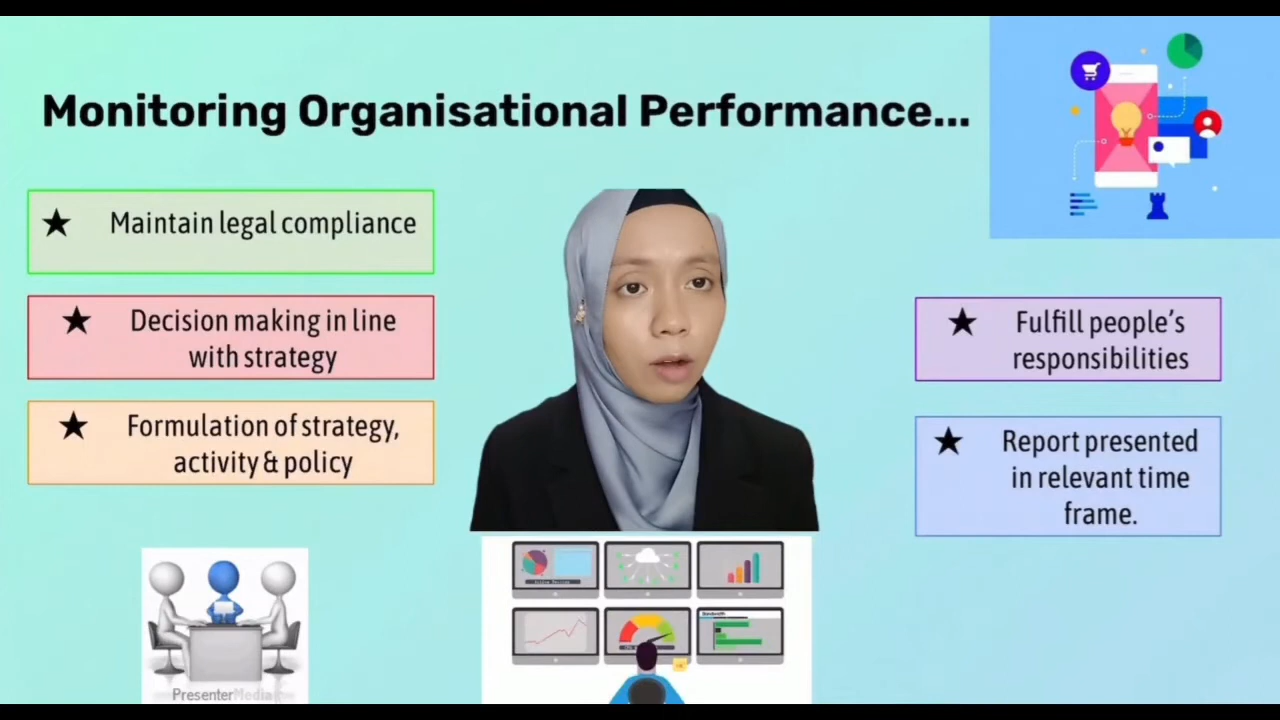 Monitoring Organisational Performance...
★ Maintain legal compliance
★ Decision making in line
with strategy
★ Formulation of strategy,
activity & policy
★ Fulfill people's
responsibilities
★ Report presented
in relevant time
frame.
PresenterMedia
Bandwidth